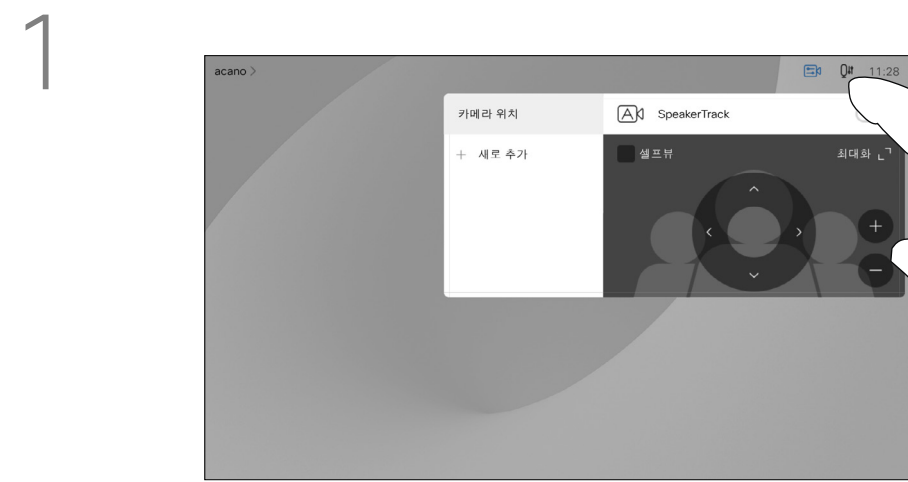 1
acano >
11:28
카메라 위치
SpeakerTrack
+ 새로 추가
셀프뷰
최대화